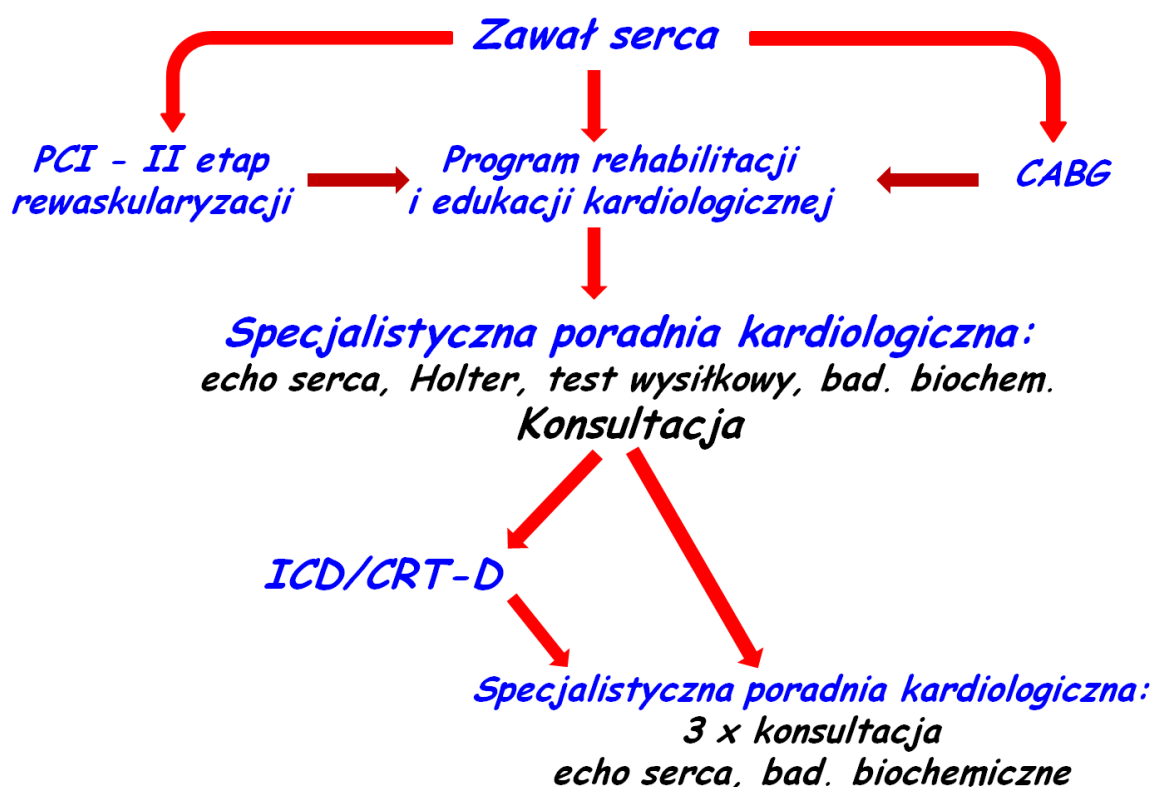 Zawał serca
PCI - II etap
rewaskularyzacji
Program rehabilitacji
i edukacji kardiologicznej
CABG
Specjalistyczna poradnia kardiologiczna:
echo serca, Holter, test wysiłkowy, bad. biochem.
Konsultacja
ICD/CRT-D
Specjalistyczna poradnia kardiologiczna:
3 x konsultacja
echo serca, bad. biochemiczne